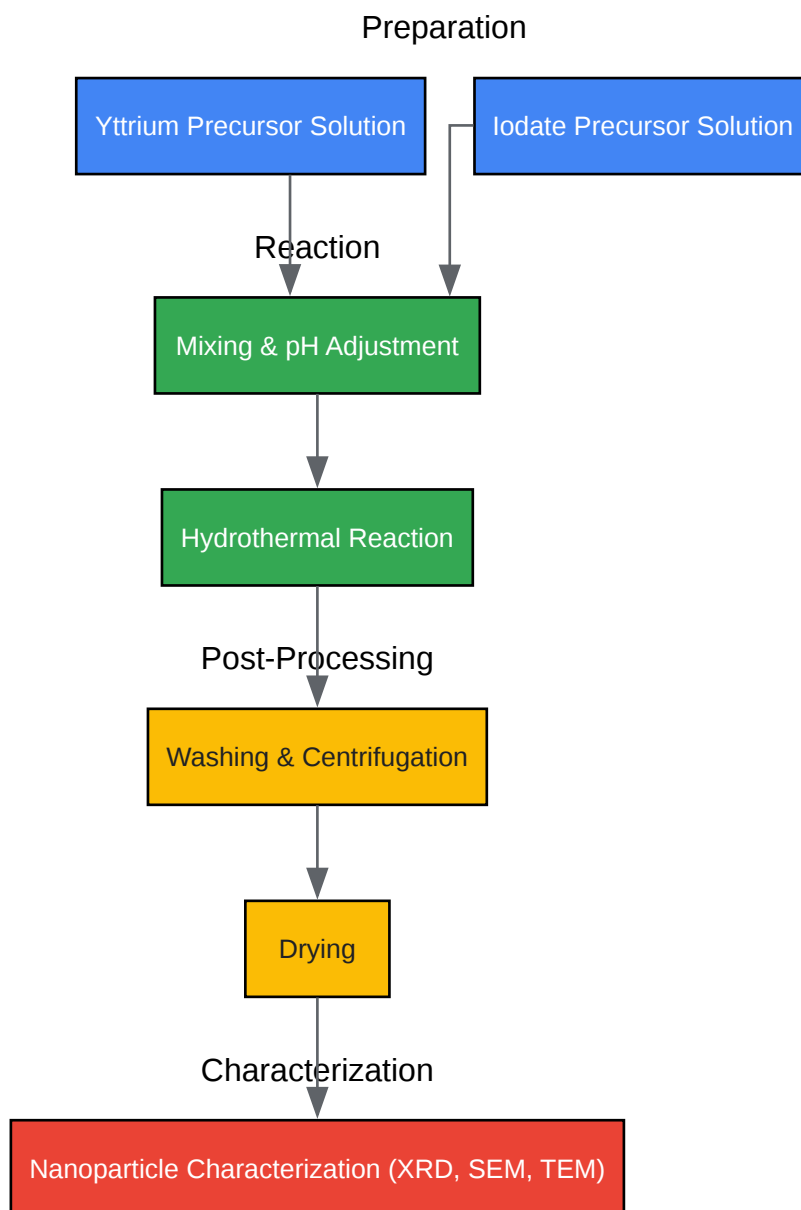 Preparation
Yttrium Precursor Solution
Iodate Precursor Solution
Reaction
Mixing & pH Adjustment
Hydrothermal Reaction
Post-Processing
Washing & Centrifugation
Drying
Characterization
Nanoparticle Characterization (XRD, SEM, TEM)